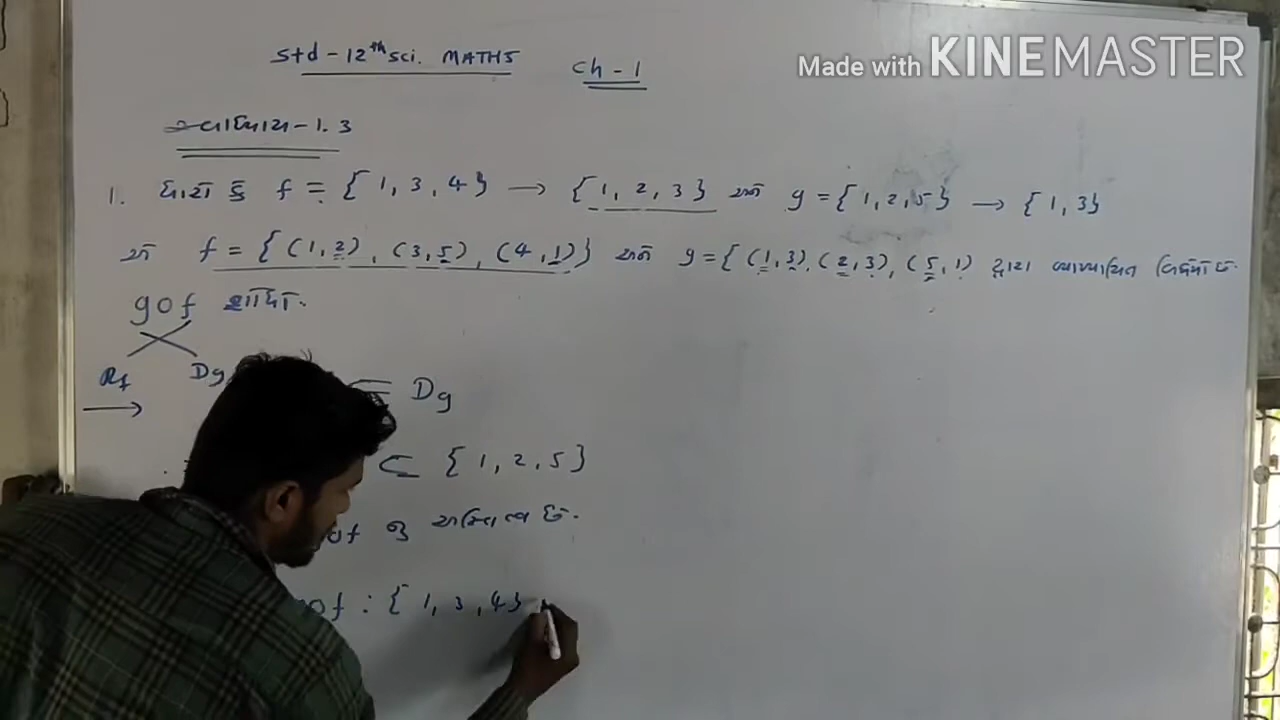 Made with KINEMASTER
Std - 12th sci. MATHS Ch - 1
સ્વાધ્યાય - 1.3
1. ધારો કે f = { 1, 3, 4 } → { 1, 2, 3 } અને g = { 1, 2, 5 } → { 1, 3 }
અને f = { (1, 2), (3, 5), (4, 1) } અને g = { (1, 3), (2, 3), (5, 1) દ્વારા વ્યાખ્યાયિત
gof શોધો.
Rf Dg
⊆ Dg
⊆ { 1, 2, 5 }
of નું અસ્તિત્વ છે.
of : { 1, 3, 4 }